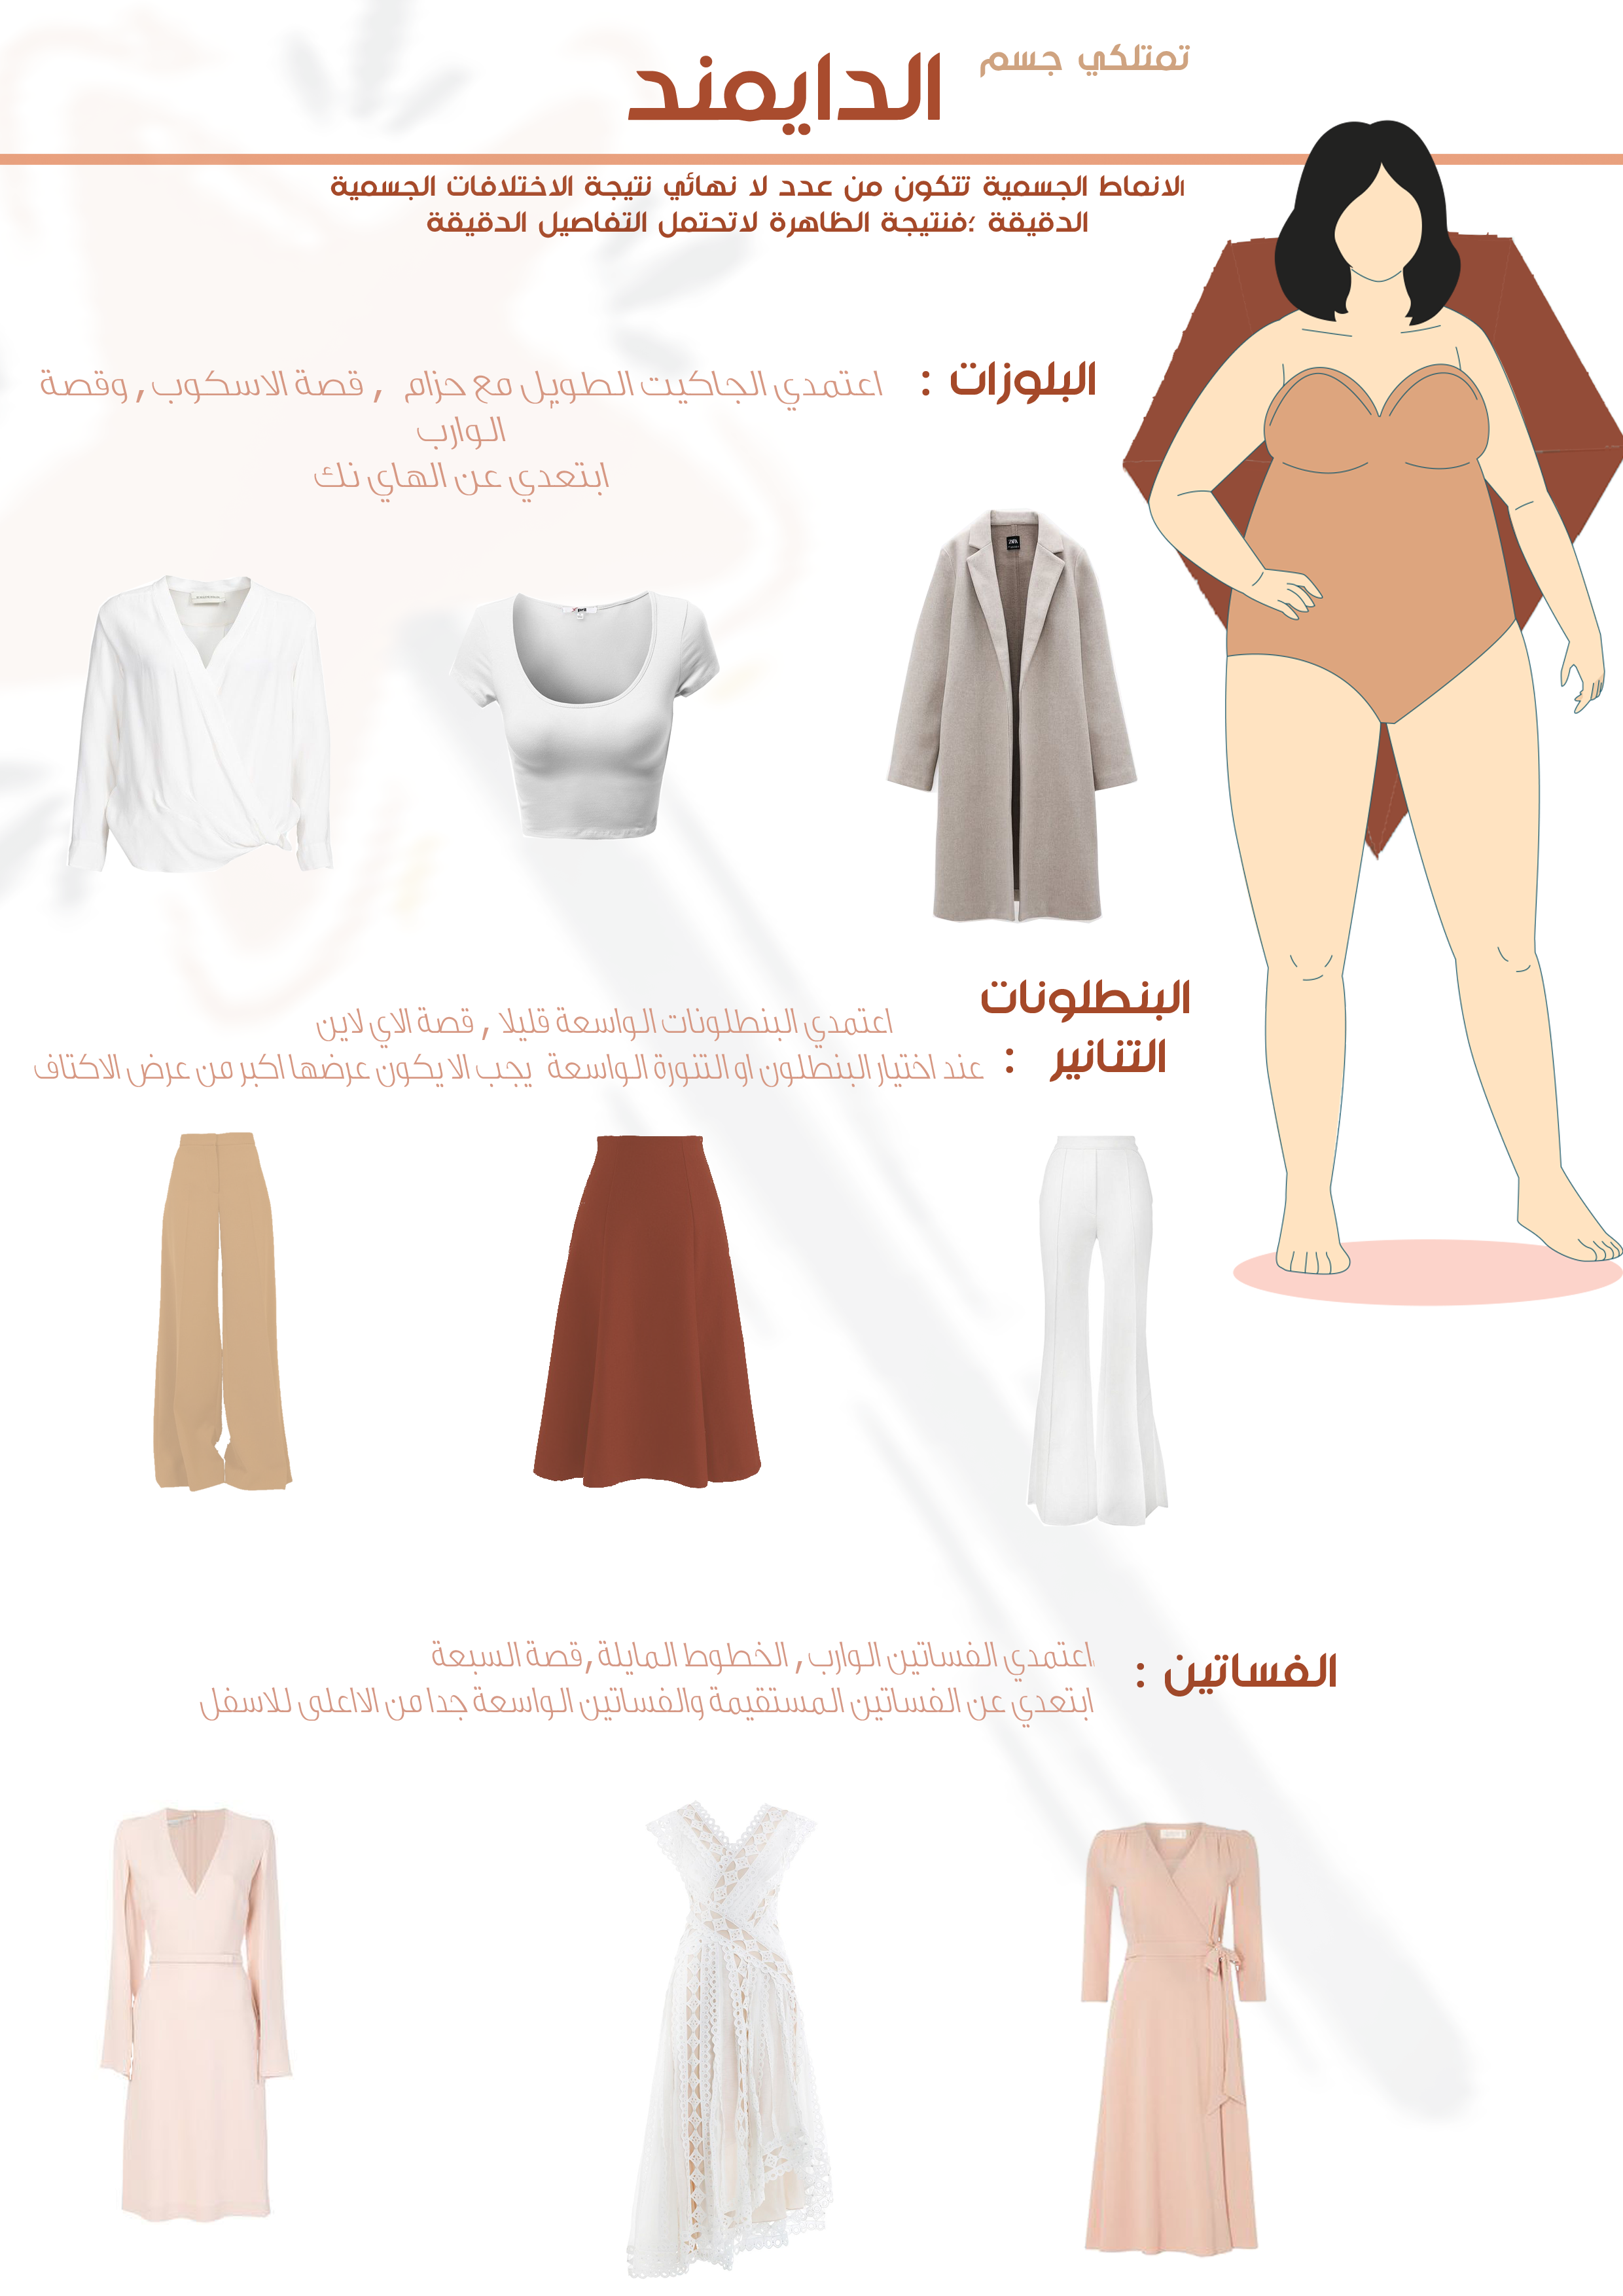 تمتلكي جسم
الدايمند
الانماط الجسمية تتكون من عدد لا نهائي نتيجة الاختلافات الجسمية
الدقيقة ؛فنتيجة الظاهرة لاتحتمل التفاصيل الدقيقة
البلوزات :
اعتمدي الجاكيت الطويل مع حزام , قصة الاسكوب, وقصة
الوارب
ابتعدي عن الهاي نك
البنطلونات
التنانير :
اعتمدي البنطلونات الواسعة قليلا , قصة الاي لاين
عند اختيار البنطلون او التنورة الواسعة يجب الا يكون عرضها اكبر من عرض الاكتاف
الفساتين :
اعتمدي الفساتين الوارب, الخطوط المايلة,قصة السبعة
ابتعدي عن الفساتين المستقيمة والفساتين الواسعة جدا من الااعلى للاسفل
ZARA